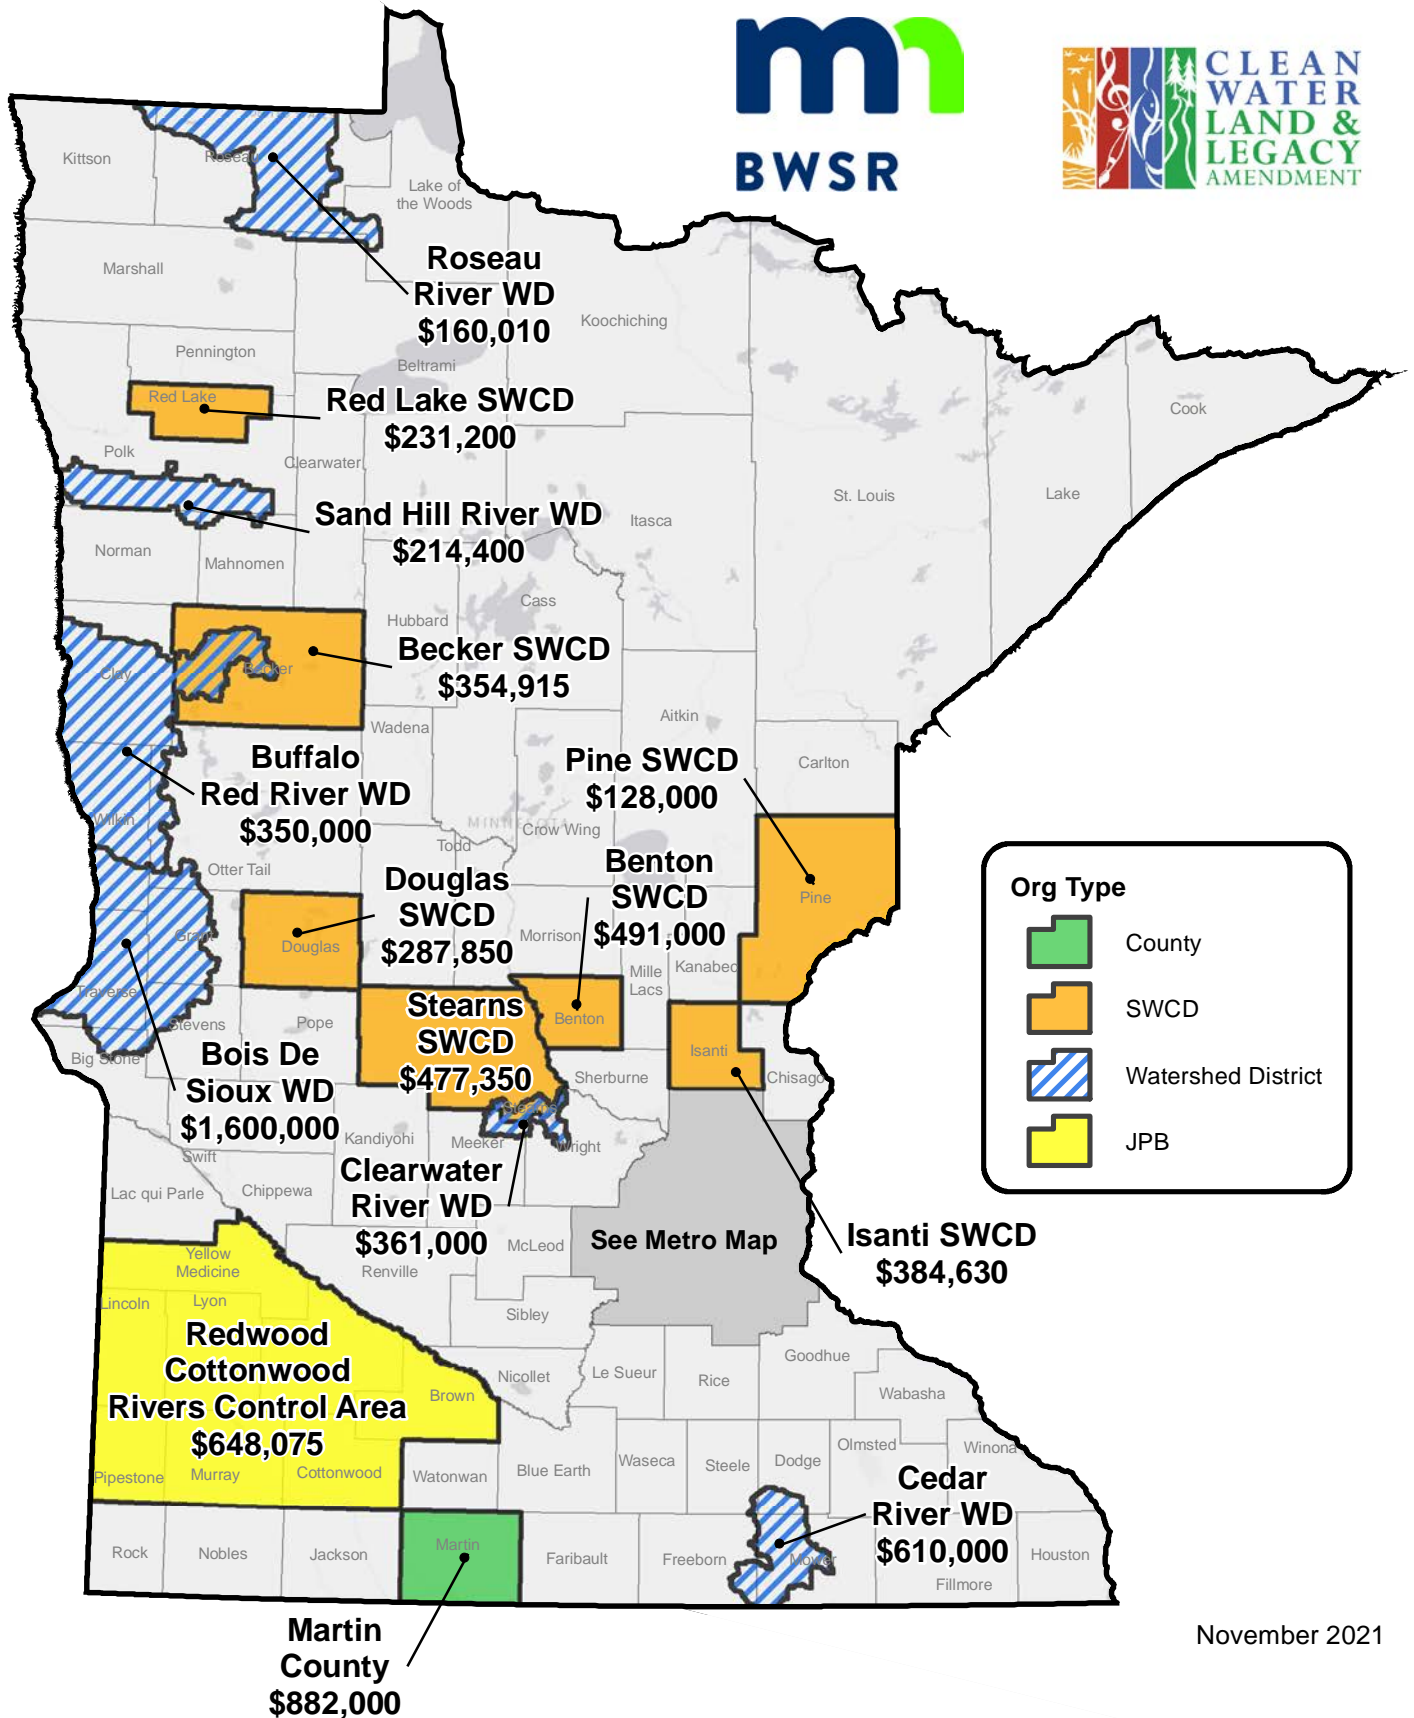 BWSR
CLEAN
WATER
LAND &
LEGACY
AMENDMENT
Kittson
Roseau
Lake of
the Woods
Marshall
Roseau
River WD
$160,010
Koochiching
Pennington
Beltrami
Red Lake
Red Lake SWCD
$231,200
Cook
Polk
Clearwater
St. Louis
Lake
Sand Hill River WD
$214,400
Itasca
Norman
Mahnomen
Cass
Hubbard
Becker SWCD
$354,915
Clay
Becker
Wadena
Aitkin
Carlton
Buffalo
Red River WD
$350,000
Pine SWCD
$128,000
Wilkin
MINNESOTA
Crow Wing
Todd
Otter Tail
Douglas
SWCD
$287,850
Benton
SWCD
$491,000
Pine
Org Type
County
SWCD
Watershed District
JPB
Grant
Douglas
Morrison
Mille
Lacs
Kanabec
Traverse
Stevens
Pope
Stearns
SWCD
$477,350
Benton
Isanti
Big Stone
Bois De
Sioux WD
$1,600,000
Sherburne
Chisago
Stearns
Kandiyohi
Meeker
Wright
Swift
Clearwater
River WD
$361,000
Lac qui Parle
Chippewa
See Metro Map
Isanti SWCD
$384,630
McLeod
Yellow
Medicine
Renville
Lincoln
Lyon
Sibley
Redwood
Cottonwood
Rivers Control Area
$648,075
Nicollet
Le Sueur
Rice
Goodhue
Wabasha
Brown
Pipestone
Murray
Cottonwood
Watonwan
Blue Earth
Waseca
Steele
Dodge
Olmsted
Winona
Cedar
River WD
$610,000
Rock
Nobles
Jackson
Martin
Faribault
Freeborn
Mower
Fillmore
Houston
Martin
County
$882,000
November 2021